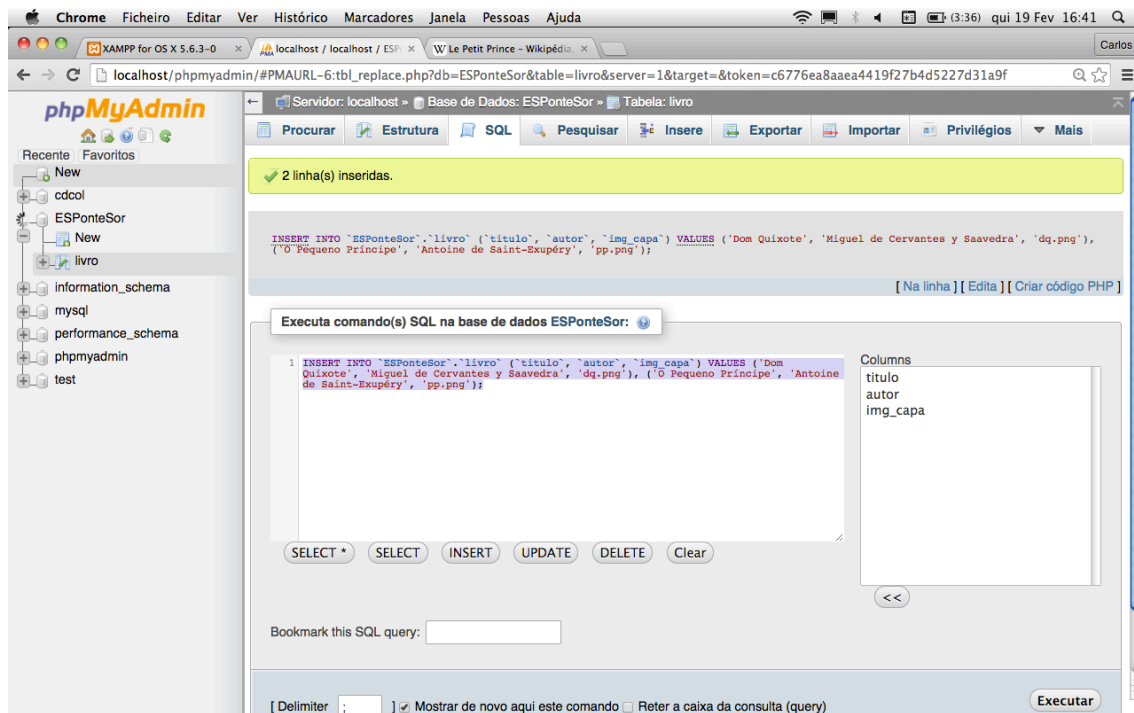 Chrome Ficheiro Editar Ver Histórico Marcadores Janela Pessoas Ajuda (3:36) qui 19 Fev 16:41
XAMPP for OS X 5.6.3-0 × localhost / localhost / ESP × W Le Petit Prince - Wikipédia, × Carlos
localhost/phpmyadmin/#PMAURL-6:tbl_replace.php?db=ESPonteSor&table=livro&server=1&target=&token=c6776ea8aaea4419f27b4d5227d31a9f
phpMyAdmin
Recente Favoritos
New
cdcol
ESPonteSor
New
livro
information_schema
mysql
performance_schema
phpmyadmin
test
Servidor: localhost » Base de Dados: ESPonteSor » Tabela: livro
Procurar Estrutura SQL Pesquisar Insere Exportar Importar Privilégios Mais
2 linha(s) inseridas.
INSERT INTO `ESPonteSor`.`livro` (`titulo`, `autor`, `img_capa`) VALUES ('Dom Quixote', 'Miguel de Cervantes y Saavedra', 'dq.png'),
('O Pequeno Príncipe', 'Antoine de Saint-Exupéry', 'pp.png');
[ Na linha ] [ Edita ] [ Criar código PHP ]
Executa comando(s) SQL na base de dados ESPonteSor:
1 INSERT INTO `ESPonteSor`.`livro` (`titulo`, `autor`, `img_capa`) VALUES ('Dom
Quixote', 'Miguel de Cervantes y Saavedra', 'dq.png'), ('O Pequeno Príncipe', 'Antoine
de Saint-Exupéry', 'pp.png');
Columns
titulo
autor
img_capa
SELECT * SELECT INSERT UPDATE DELETE Clear
<<
Bookmark this SQL query:
[ Delimiter ; ] Mostrar de novo aqui este comando Reter a caixa da consulta (query) Executar